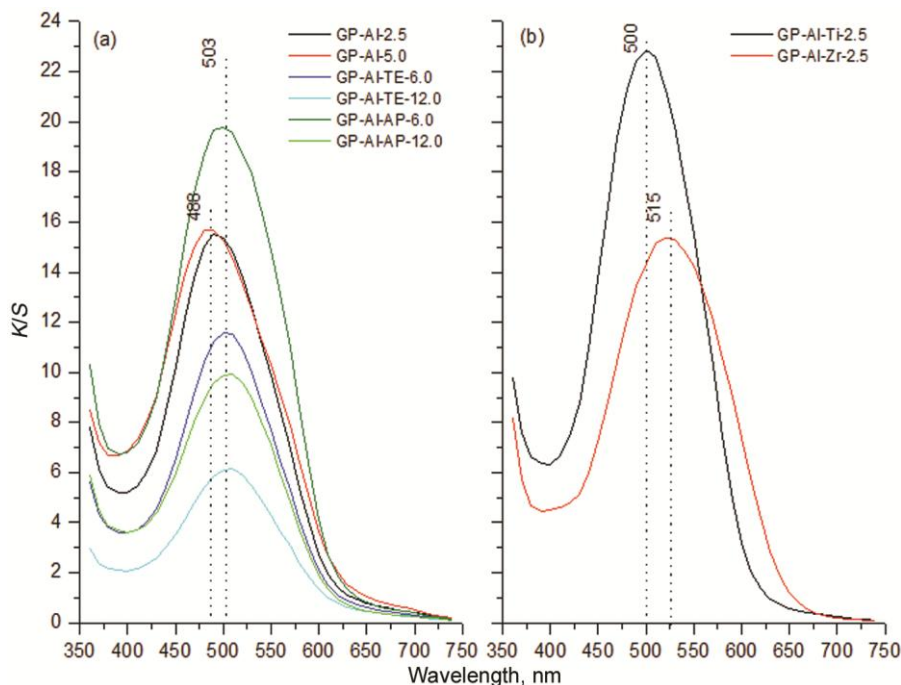 24
22
20
18
16
14
12
10
8
6
4
2
0
K/S
(a)
503
488
GP-Al-2.5
GP-Al-5.0
GP-Al-TE-6.0
GP-Al-TE-12.0
GP-Al-AP-6.0
GP-Al-AP-12.0
350 400 450 500 550 600 650 700 750
(b)
500
515
GP-Al-Ti-2.5
GP-Al-Zr-2.5
350 400 450 500 550 600 650 700 750
Wavelength, nm